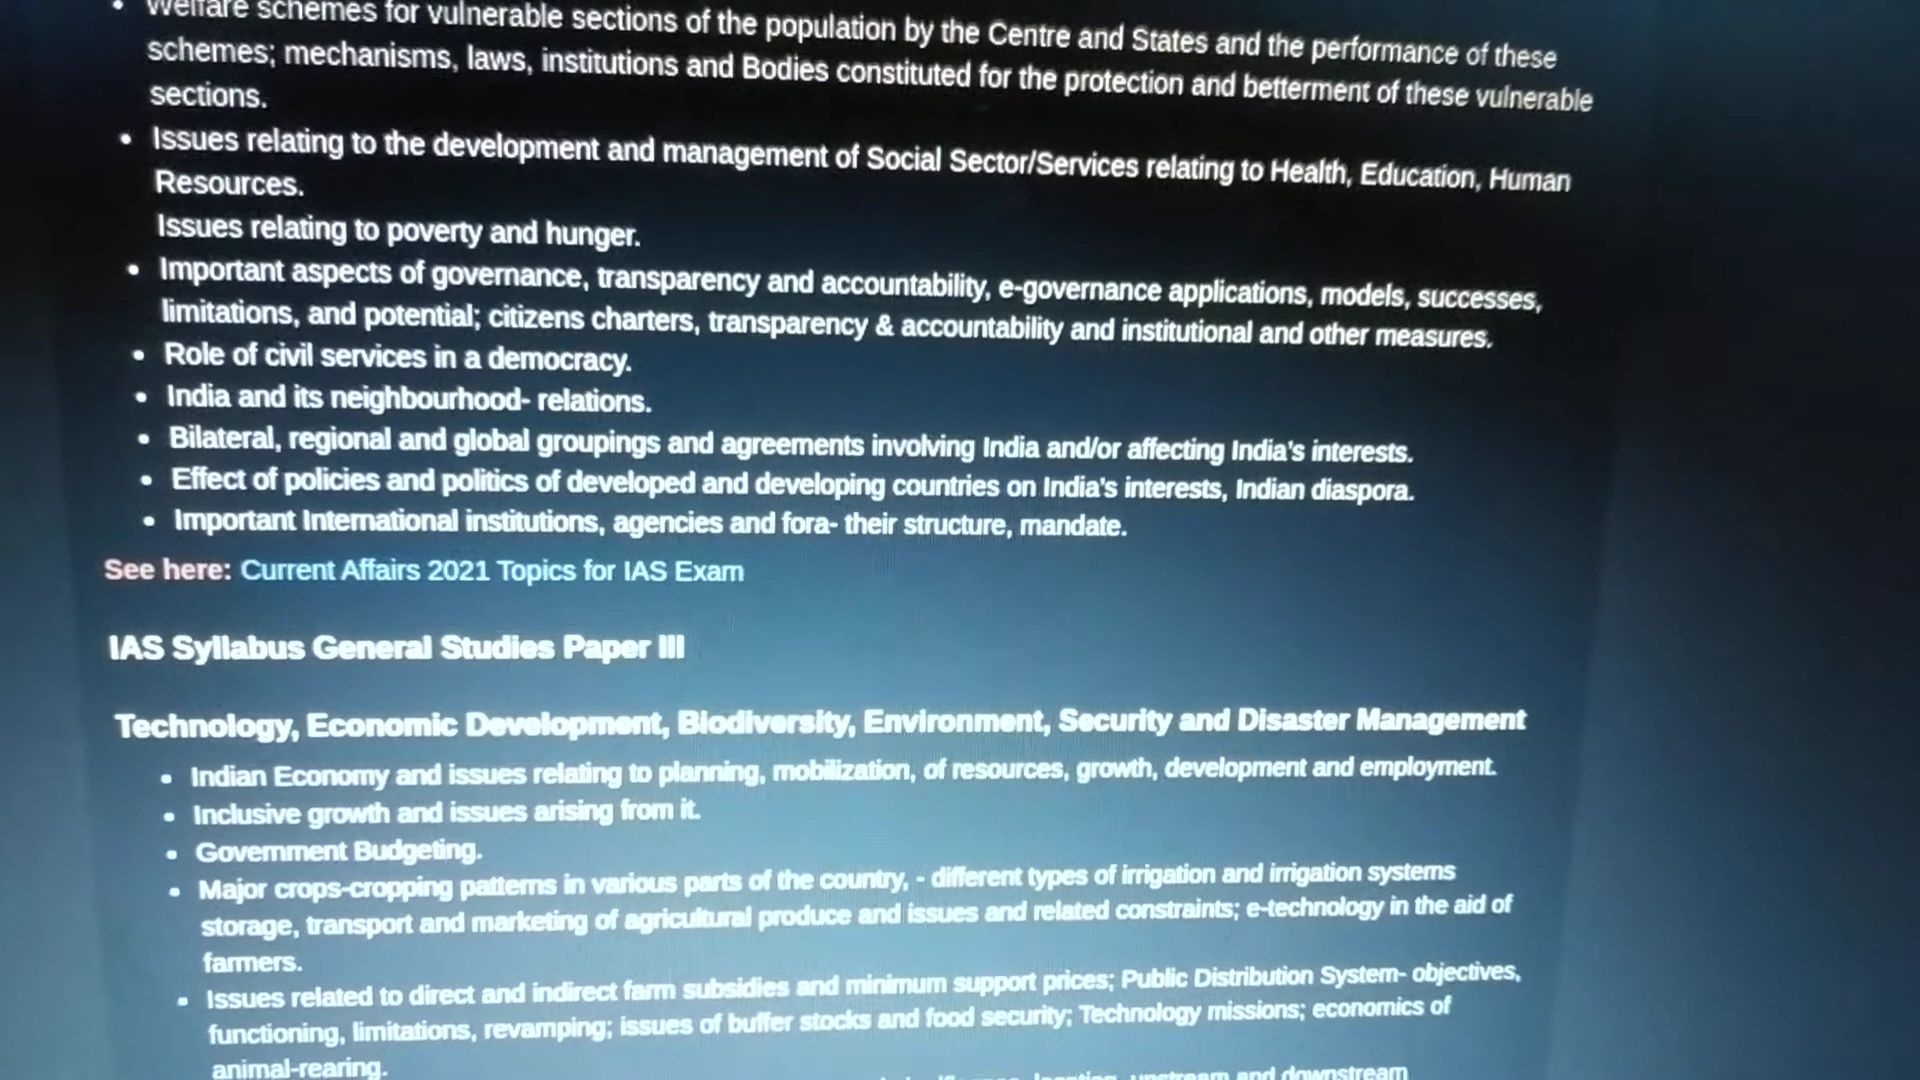 Welfare schemes for vulnerable sections of the population by the Centre and States and the performance of these
schemes; mechanisms, laws, institutions and Bodies constituted for the protection and betterment of these vulnerable
sections.
Issues relating to the development and management of Social Sector/Services relating to Health, Education, Human
Resources.
Issues relating to poverty and hunger.
Important aspects of governance, transparency and accountability, e-governance applications, models, successes,
limitations, and potential; citizens charters, transparency & accountability and institutional and other measures.
Role of civil services in a democracy.
India and its neighbourhood- relations.
Bilateral, regional and global groupings and agreements involving India and/or affecting India's interests.
Effect of policies and politics of developed and developing countries on India's interests, Indian diaspora.
Important International institutions, agencies and fora- their structure, mandate.
See here: Current Affairs 2021 Topics for IAS Exam
IAS Syllabus General Studies Paper III
Technology, Economic Development, Biodiversity, Environment, Security and Disaster Management
Indian Economy and issues relating to planning, mobilization, of resources, growth, development and employment.
Inclusive growth and issues arising from it.
Government Budgeting.
Major crops-cropping patterns in various parts of the country, - different types of irrigation and irrigation systems
storage, transport and marketing of agricultural produce and issues and related constraints; e-technology in the aid of
farmers.
Issues related to direct and indirect farm subsidies and minimum support prices; Public Distribution System- objectives,
functioning, limitations, revamping; issues of buffer stocks and food security; Technology missions; economics of
animal-rearing.
location, upstream and downstream